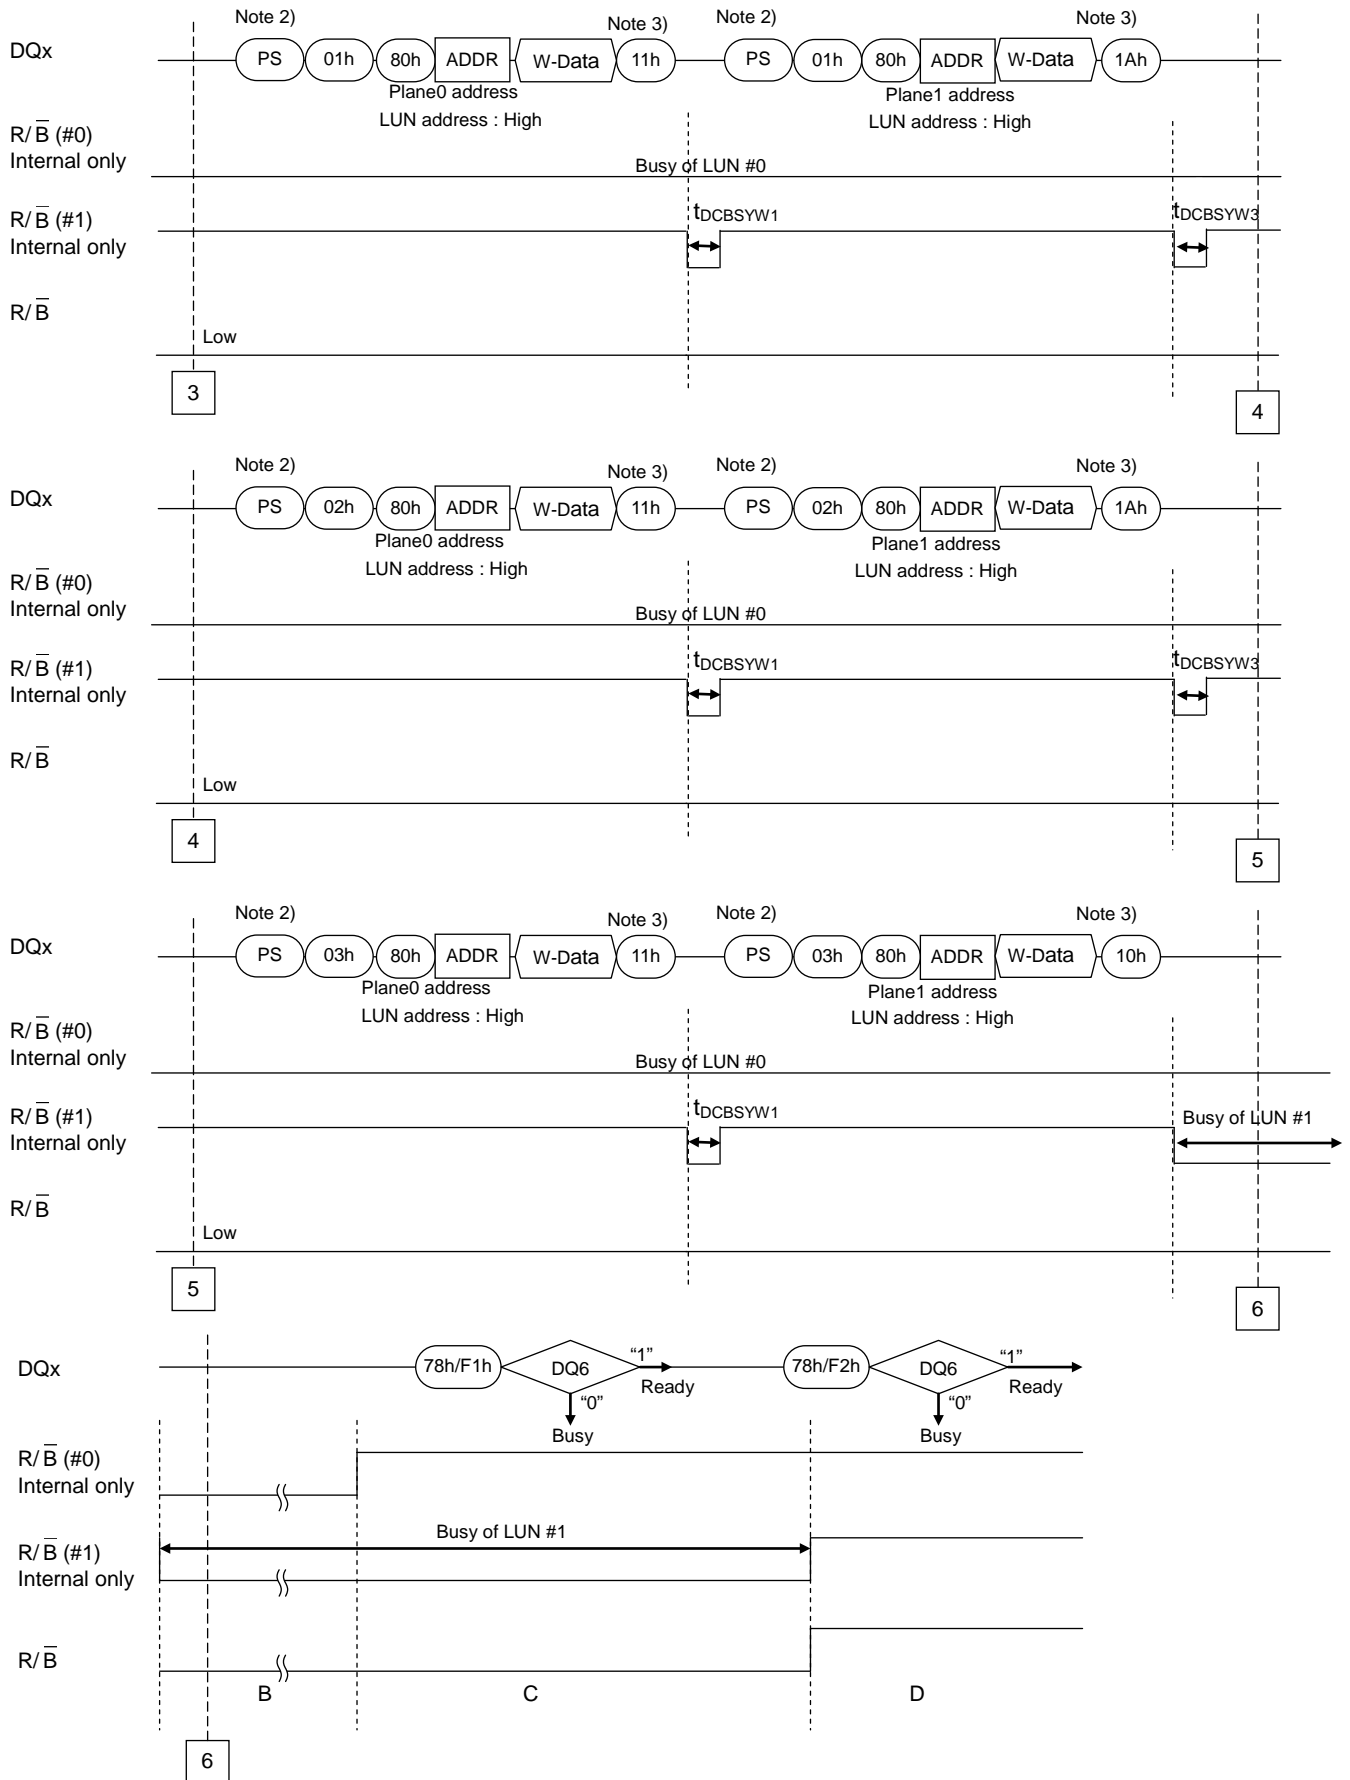 Note 2) Note 3) Note 2) Note 3)
DQx PS 01h 80h ADDR W-Data 11h PS 01h 80h ADDR W-Data 1Ah
Plane0 address Plane1 address
LUN address : High LUN address : High
R/B (#0)
Internal only
Busy of LUN #0
R/B (#1)
Internal only
tDCBSYW1 tDCBSYW3
R/B
Low
3 4
Note 2) Note 3) Note 2) Note 3)
DQx PS 02h 80h ADDR W-Data 11h PS 02h 80h ADDR W-Data 1Ah
Plane0 address Plane1 address
LUN address : High LUN address : High
R/B (#0)
Internal only
Busy of LUN #0
R/B (#1)
Internal only
tDCBSYW1 tDCBSYW3
R/B
Low
4 5
Note 2) Note 3) Note 2) Note 3)
DQx PS 03h 80h ADDR W-Data 11h PS 03h 80h ADDR W-Data 10h
Plane0 address Plane1 address
LUN address : High LUN address : High
R/B (#0)
Internal only
Busy of LUN #0
R/B (#1)
Internal only
tDCBSYW1 Busy of LUN #1
R/B
Low
5 6
DQx 78h/F1h DQ6 “1” 78h/F2h DQ6 “1”
Ready Ready
“0” “0”
Busy Busy
R/B (#0)
Internal only
Busy of LUN #1
R/B (#1)
Internal only
R/B
B C D
6